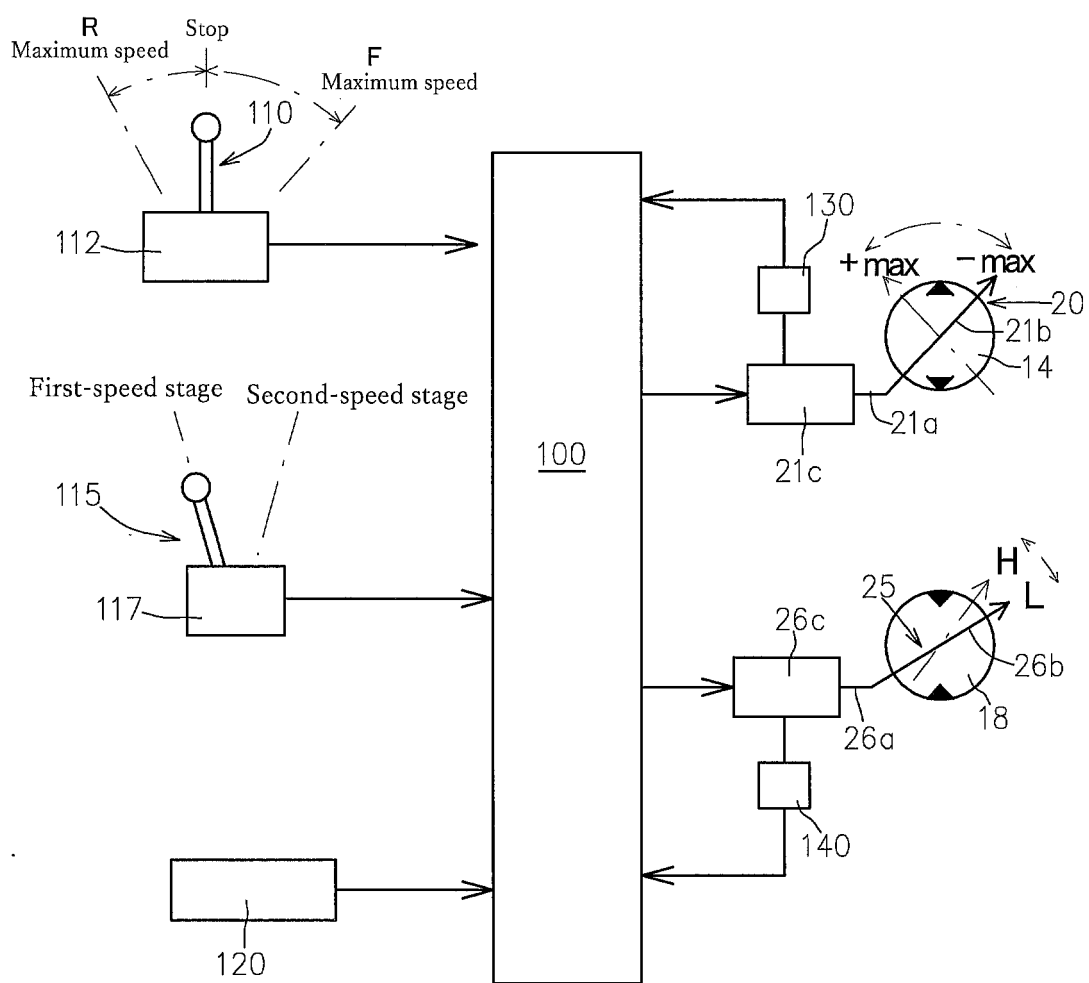 R
Maximum speed
Stop
F
Maximum speed
110
112
130
+max
−max
20
21b
14
21a
21c
First-speed stage
Second-speed stage
100
115
117
H
L
25
26c
26b
18
26a
140
120